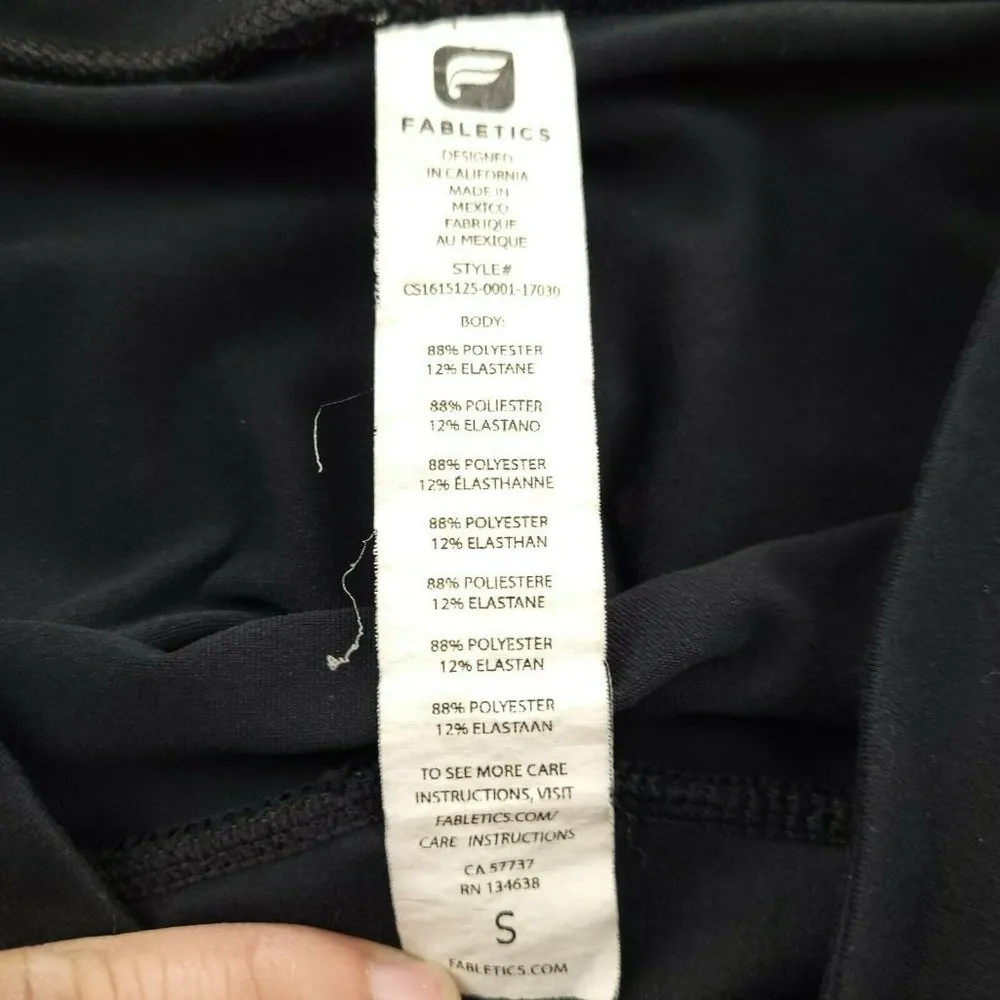 FABLETICS
DESIGNED
IN CALIFORNIA
MADE IN
MEXICO
FABRIQUE
AU MEXIQUE
STYLE#
CS1615125-0001-17030
BODY:
88% POLYESTER
12% ELASTANE
88% POLIESTER
12% ELASTANO
88% POLYESTER
12% ÉLASTHANNE
88% POLYESTER
12% ELASTHAN
88% POLIESTERE
12% ELASTANE
88% POLYESTER
12% ELASTAN
88% POLYESTER
12% ELASTAAN
TO SEE MORE CARE
INSTRUCTIONS, VISIT
FABLETICS.COM/
CARE INSTRUCTIONS
CA 57737
RN 134638
S
FABLETICS.COM